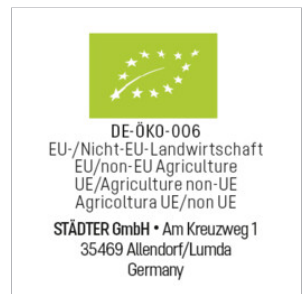 DE-ÖKO-006
EU-/Nicht-EU-Landwirtschaft
EU/non-EU Agriculture
UE/Agriculture non-UE
Agricoltura UE/non UE
STÄDTER GmbH • Am Kreuzweg 1
35469 Allendorf/Lumda
Germany